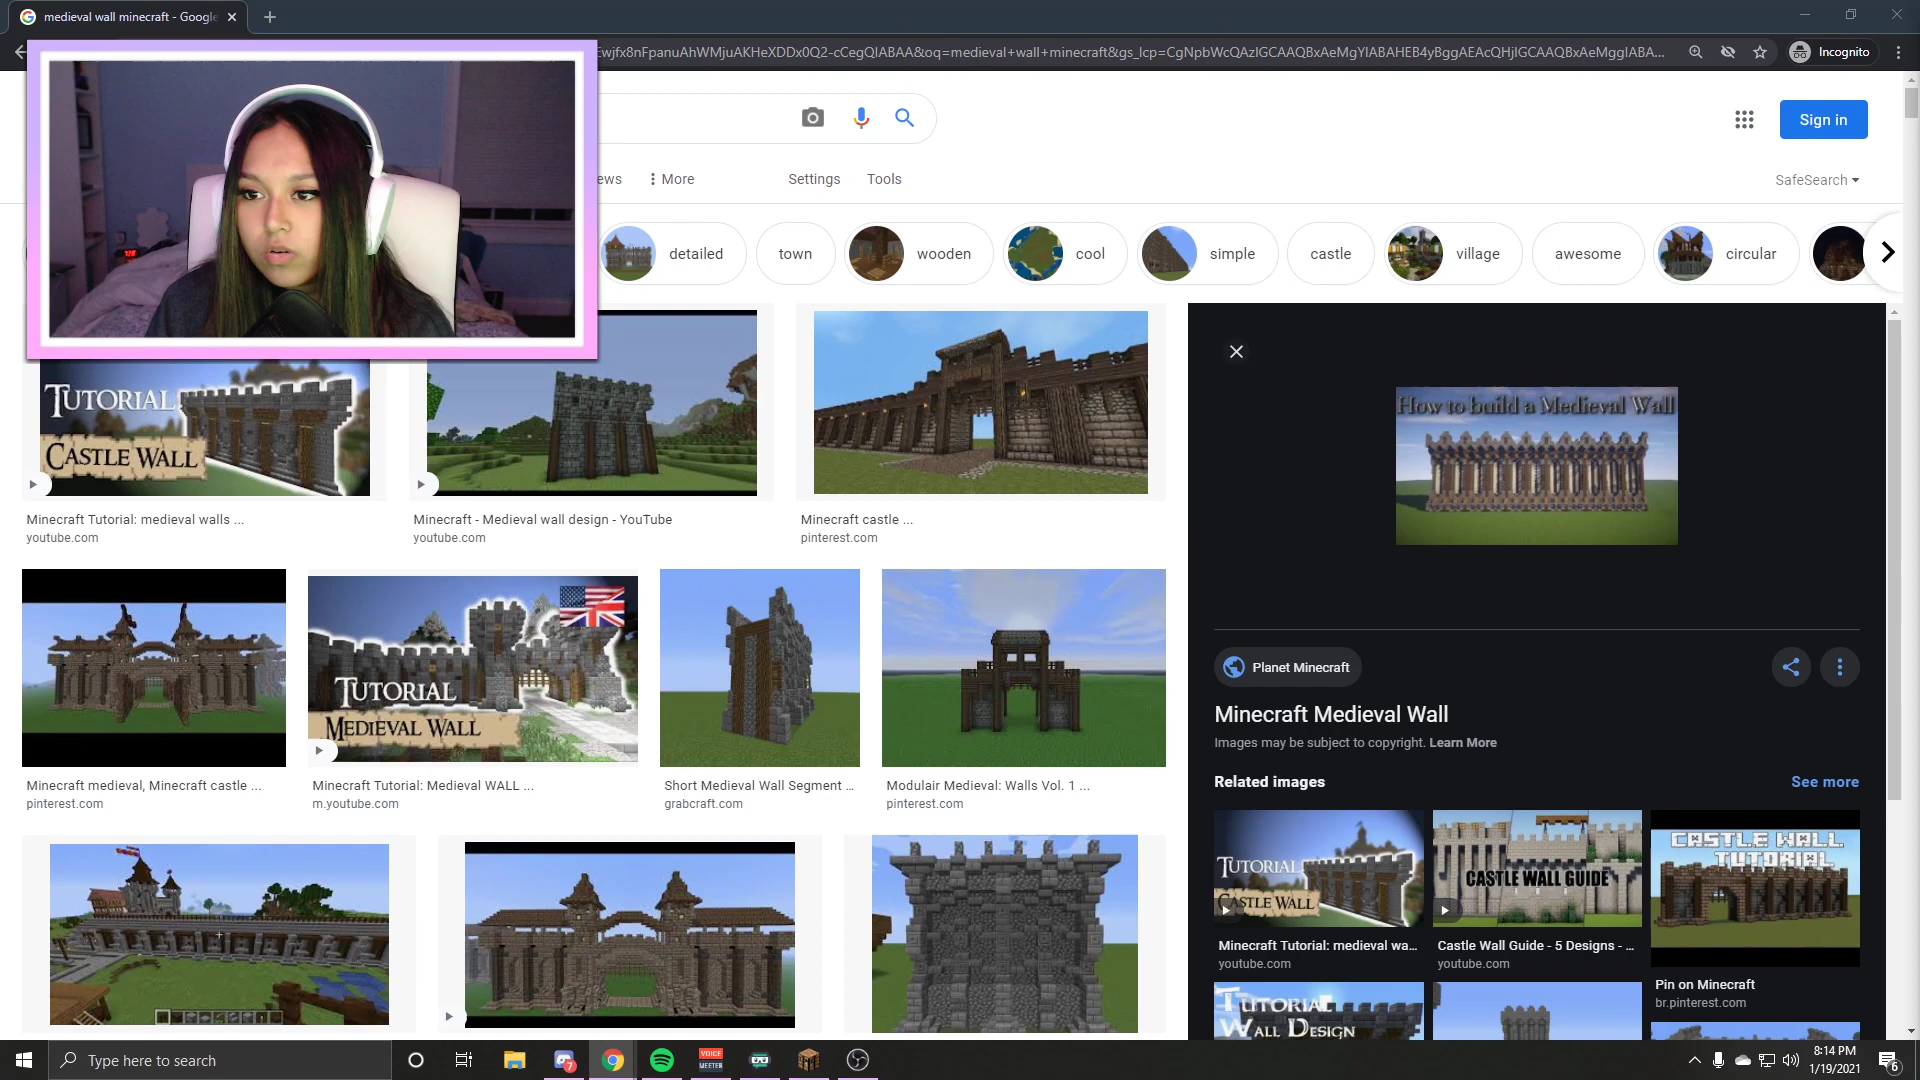 medieval wall minecraft - Google
Ewjfx8nFpanuAhWMjuAKHeXDDx0Q2-cCegQIABAA&oq=medieval+wall+minecraft&gs_lcp=CgNpbWcQAzIGCAAQBxAeMgYIABAHEB4yBggAEAcQHjIGCAAQBxAeMggIABA...
Incognito
Sign in
ews
More
Settings
Tools
SafeSearch
detailed
town
wooden
cool
simple
castle
village
awesome
circular
TUTORIAL
CASTLE WALL
How to build a Medieval Wall
Minecraft Tutorial: medieval walls ...
youtube.com
Minecraft - Medieval wall design - YouTube
youtube.com
Minecraft castle ...
pinterest.com
TUTORIAL
MEDIEVAL WALL
Planet Minecraft
Minecraft Medieval Wall
Images may be subject to copyright. Learn More
Minecraft medieval, Minecraft castle ...
pinterest.com
Minecraft Tutorial: Medieval WALL ...
m.youtube.com
Short Medieval Wall Segment ...
grabcraft.com
Modulair Medieval: Walls Vol. 1 ...
pinterest.com
Related images
See more
TUTORIAL
CASTLE WALL
CASTLE WALL GUIDE
CASTLE WALL
TUTORIAL
Minecraft Tutorial: medieval wa...
youtube.com
Castle Wall Guide - 5 Designs - ...
youtube.com
Pin on Minecraft
br.pinterest.com
TUTORIAL
WALL DESIGN
Type here to search
7
VOICE
MEETER
8:14 PM
1/19/2021
6